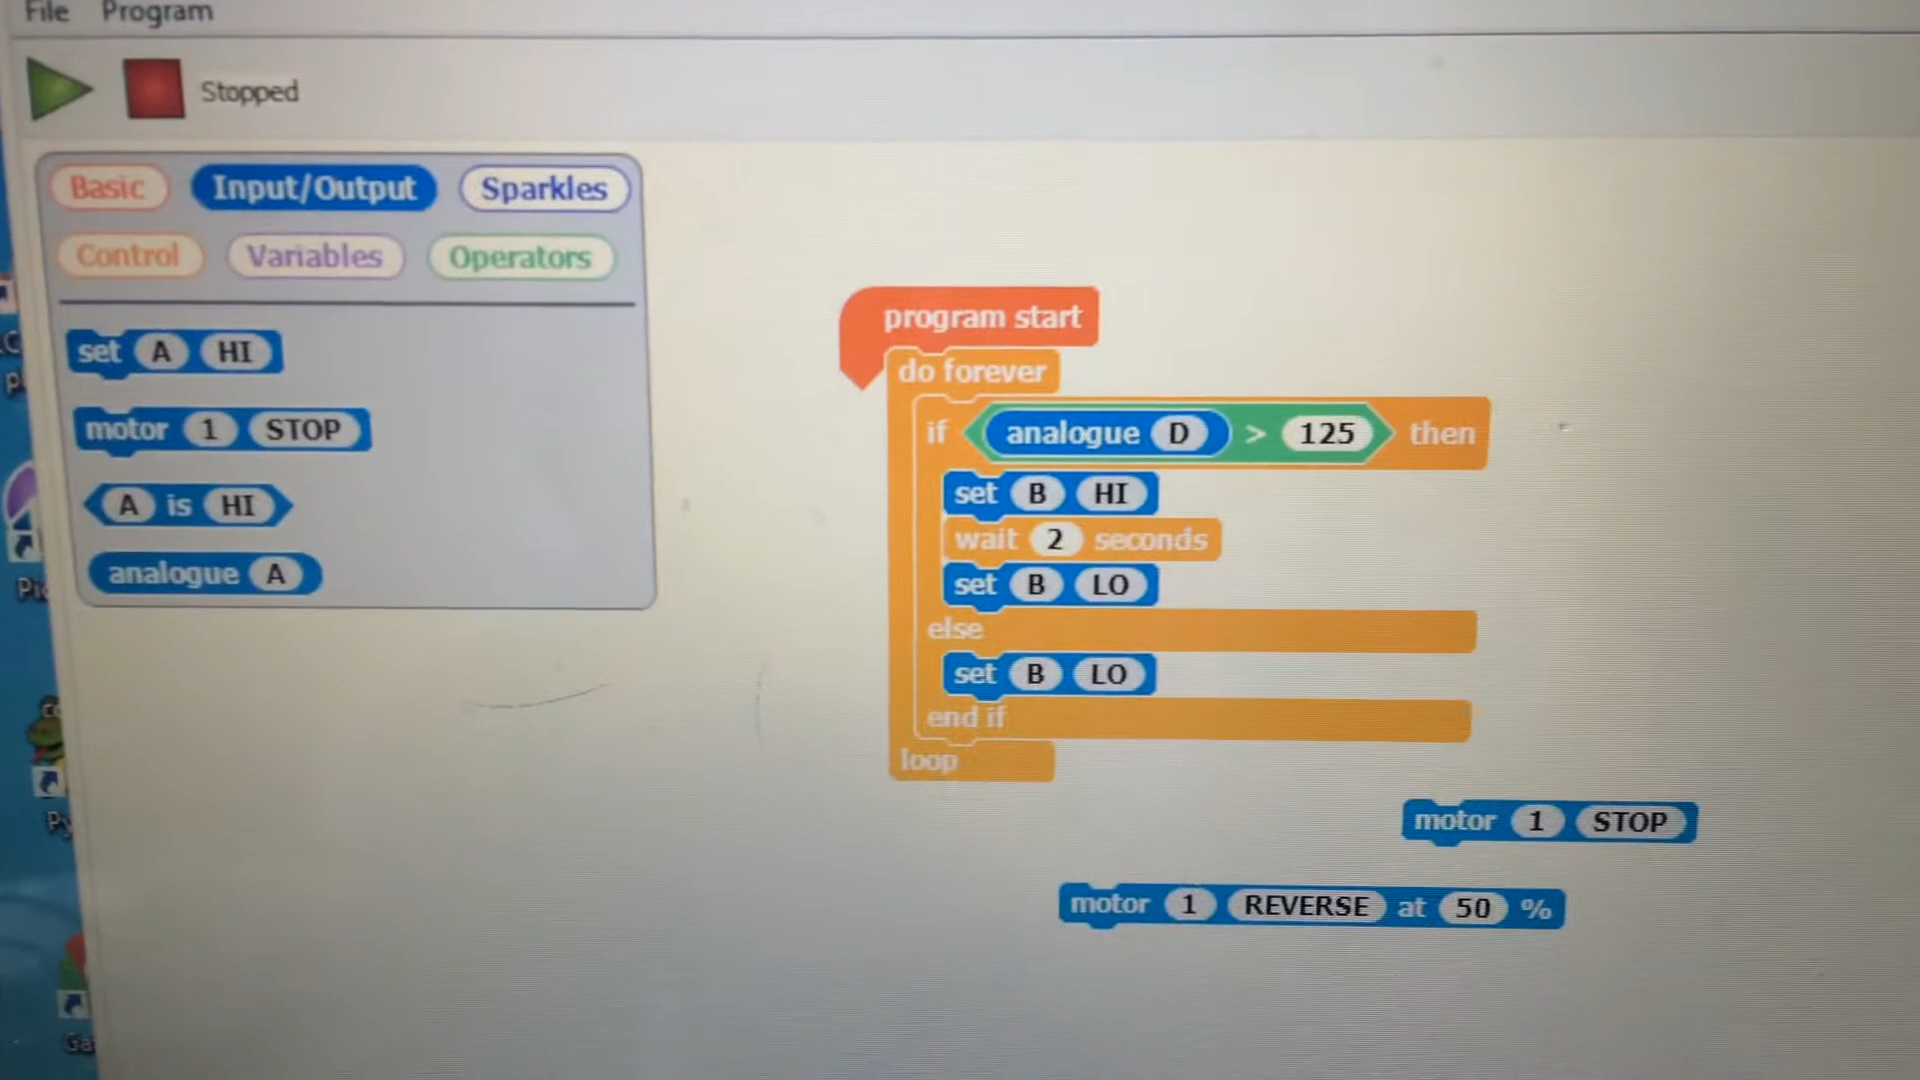 File Program
Stopped
Basic Input/Output Sparkles
Control Variables Operators
set A HI
motor 1 STOP
A is HI
analogue A
program start
do forever
if analogue D > 125 then
set B HI
wait 2 seconds
set B LO
else
set B LO
end if
loop
motor 1 STOP
motor 1 REVERSE at 50 %